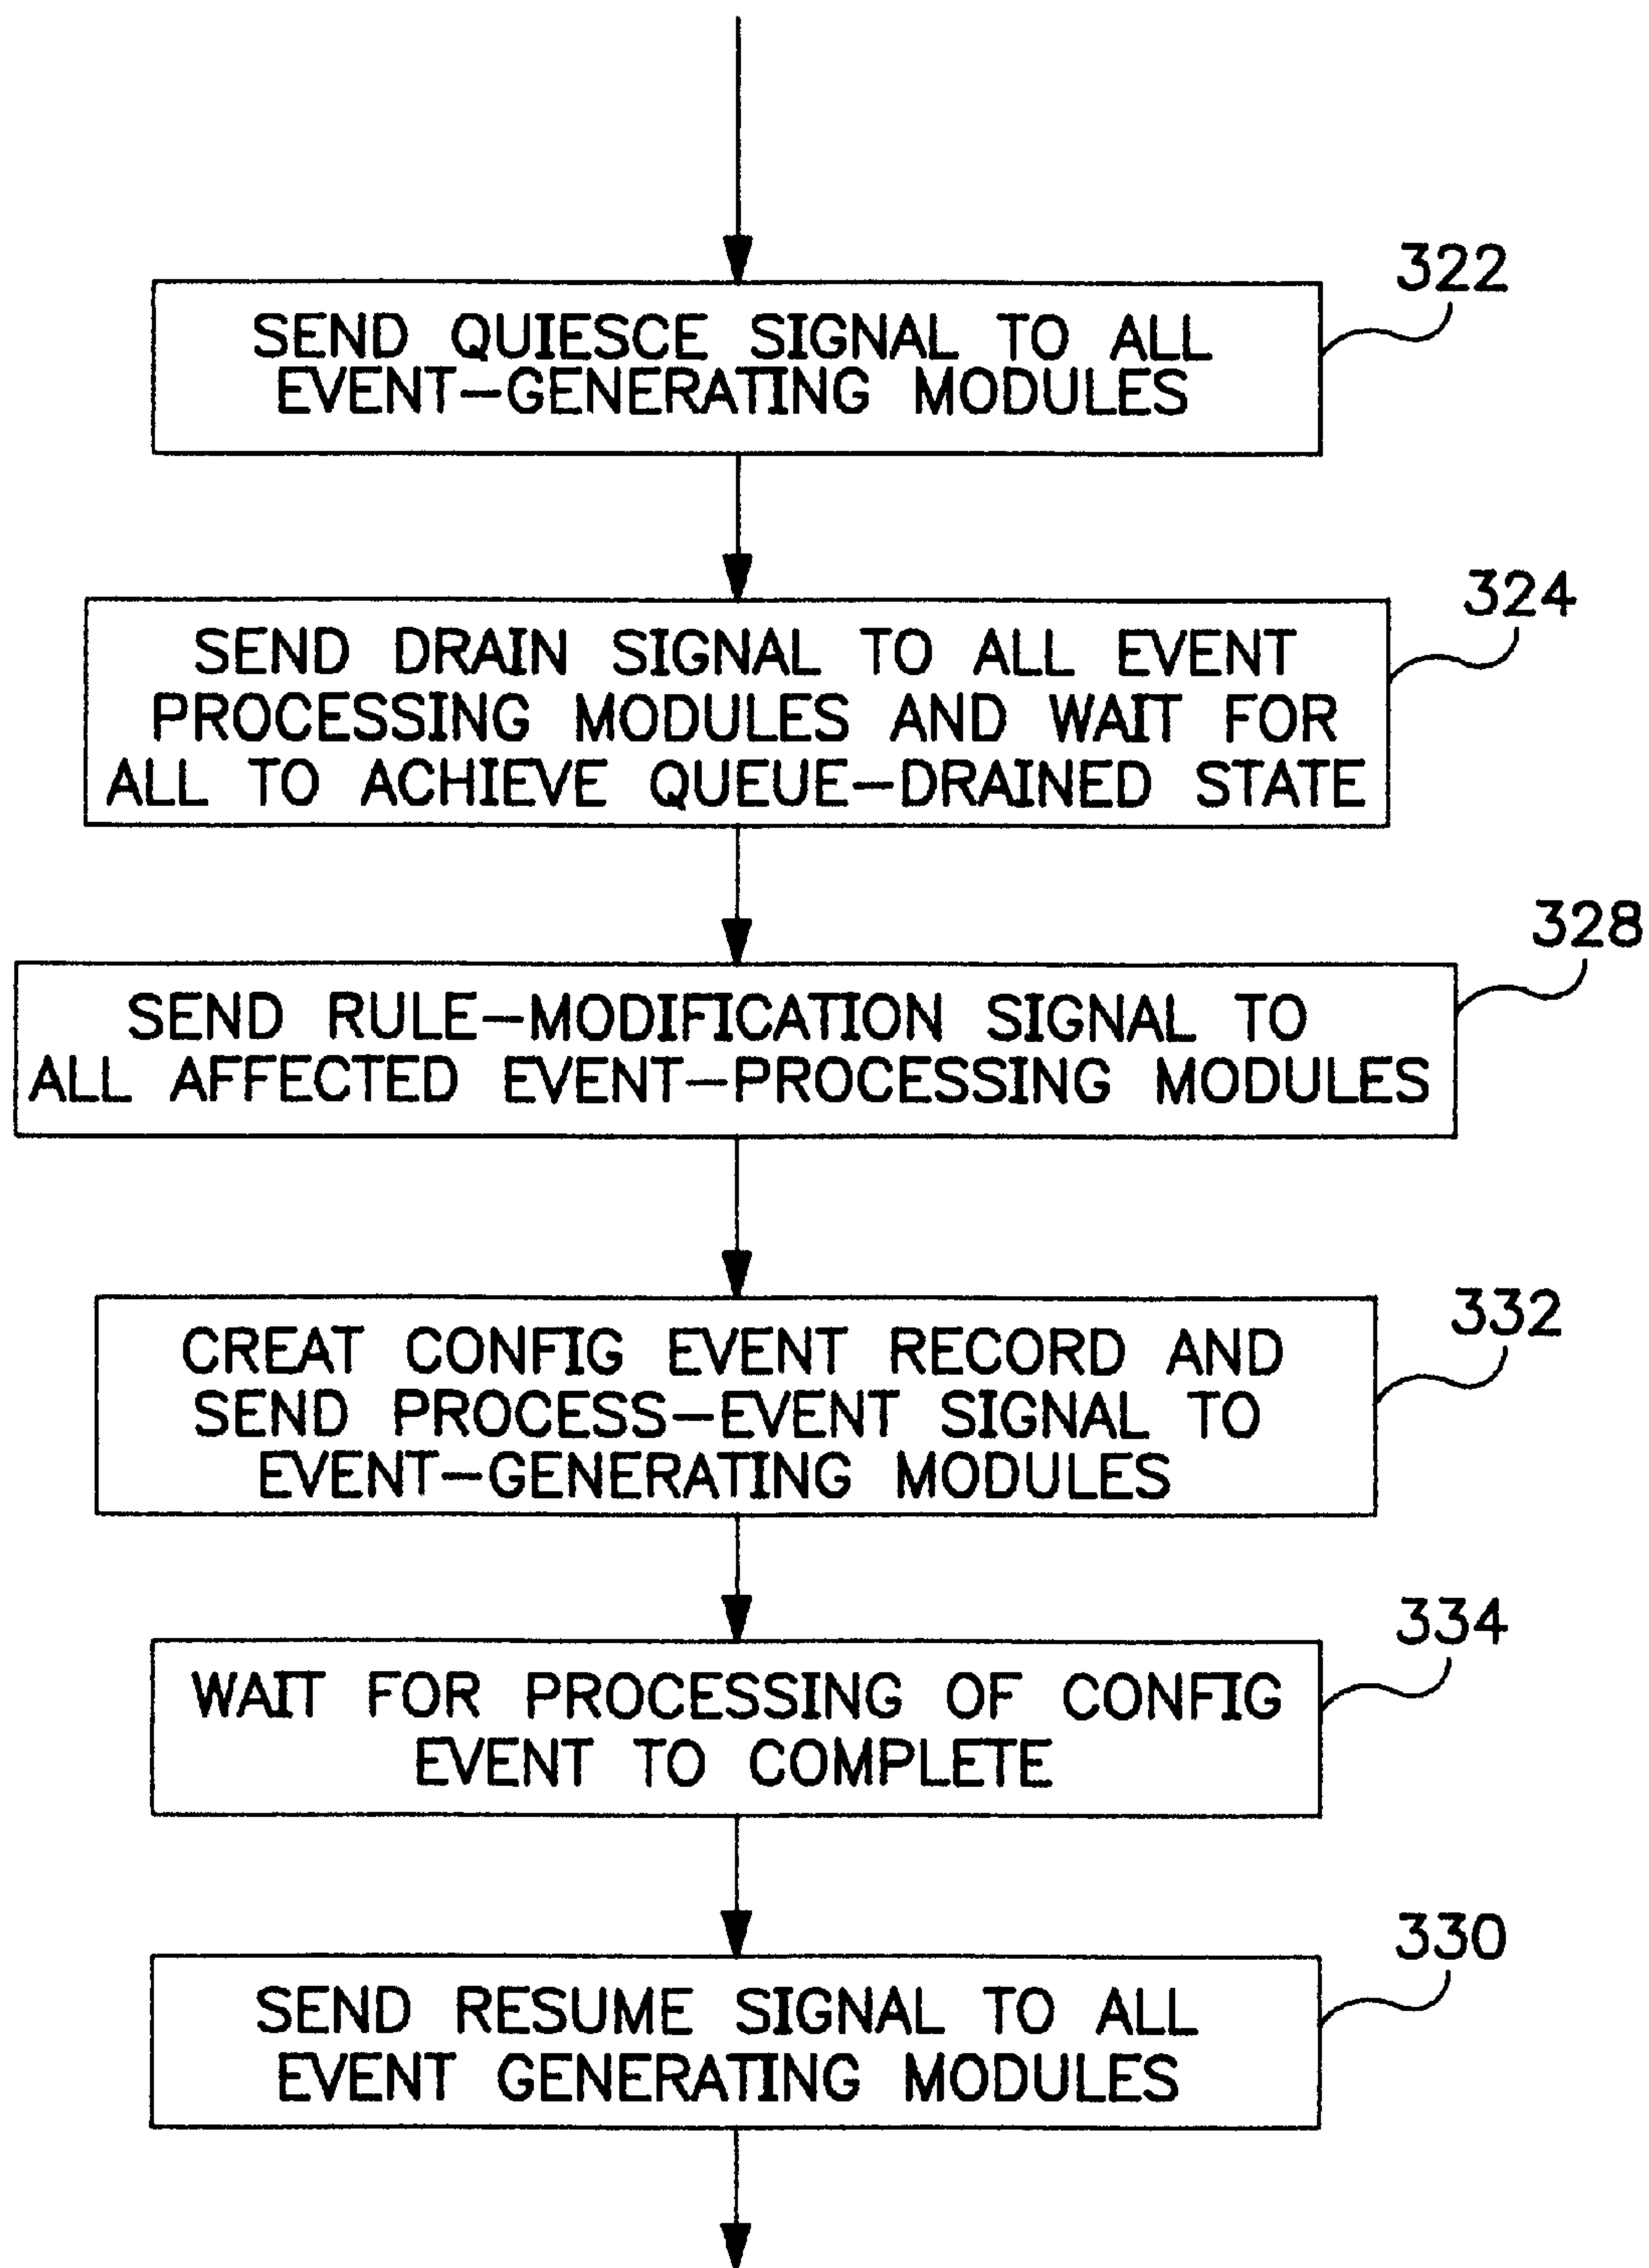 322
SEND QUIESCE SIGNAL TO ALL
EVENT-GENERATING MODULES
324
SEND DRAIN SIGNAL TO ALL EVENT
PROCESSING MODULES AND WAIT FOR
ALL TO ACHIEVE QUEUE-DRAINED STATE
328
SEND RULE-MODIFICATION SIGNAL TO
ALL AFFECTED EVENT-PROCESSING MODULES
332
CREAT CONFIG EVENT RECORD AND
SEND PROCESS-EVENT SIGNAL TO
EVENT-GENERATING MODULES
334
WAIT FOR PROCESSING OF CONFIG
EVENT TO COMPLETE
330
SEND RESUME SIGNAL TO ALL
EVENT GENERATING MODULES